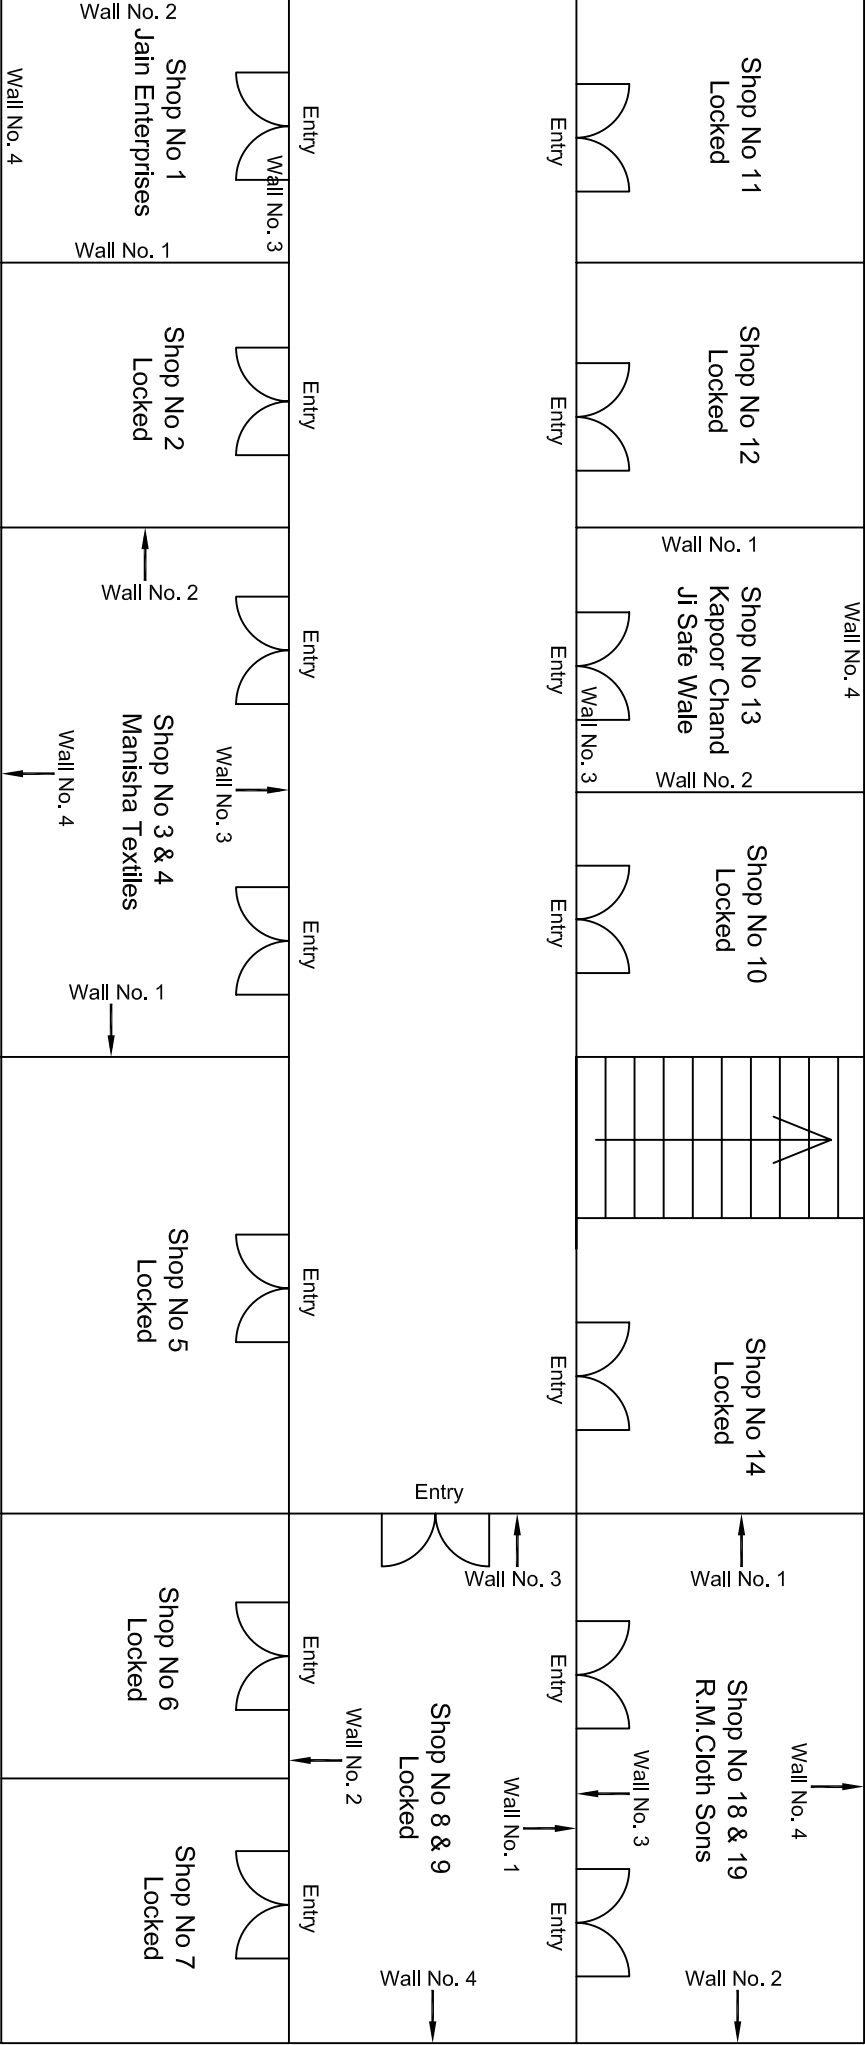 Wall No. 2
Shop No 1
Jain Enterprises
Wall No. 4
Entry
Wall No. 3
Wall No. 1
Entry
Shop No 11
Locked
Shop No 2
Locked
Entry
Entry
Shop No 12
Locked
Wall No. 2
Entry
Shop No 3 & 4
Manisha Textiles
Wall No. 3
Wall No. 4
Entry
Wall No. 1
Wall No. 1
Shop No 13
Kapoor Chand
Ji Safe Wale
Wall No. 4
Entry
Wall No. 3
Wall No. 2
Entry
Shop No 10
Locked
Shop No 5
Locked
Entry
Entry
Shop No 14
Locked
Entry
Wall No. 3
Shop No 8 & 9
Locked
Wall No. 2
Wall No. 1
Wall No. 4
Shop No 6
Locked
Entry
Shop No 7
Locked
Entry
Wall No. 1
Entry
Shop No 18 & 19
R.M.Cloth Sons
Wall No. 3
Wall No. 4
Entry
Wall No. 2